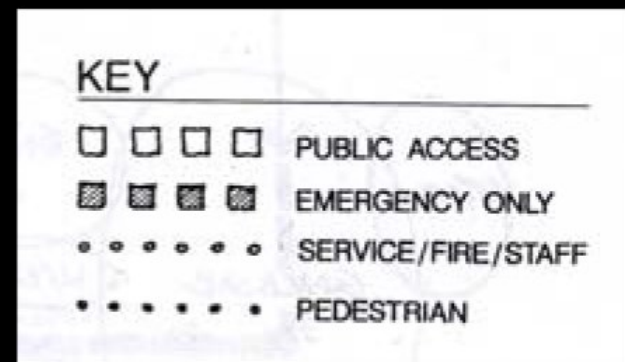 KEY
PUBLIC ACCESS
EMERGENCY ONLY
SERVICE/FIRE/STAFF
PEDESTRIAN